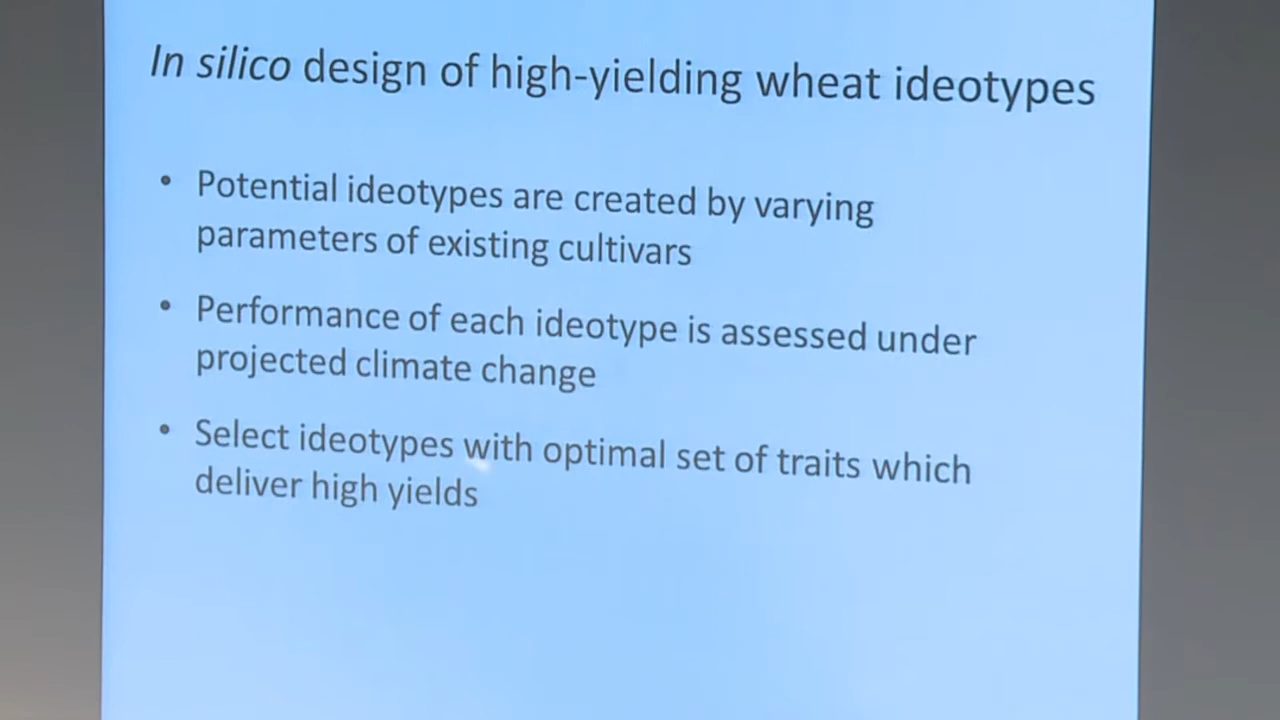 In silico design of high-yielding wheat ideotypes
• Potential ideotypes are created by varying
parameters of existing cultivars
• Performance of each ideotype is assessed under
projected climate change
• Select ideotypes with optimal set of traits which
deliver high yields